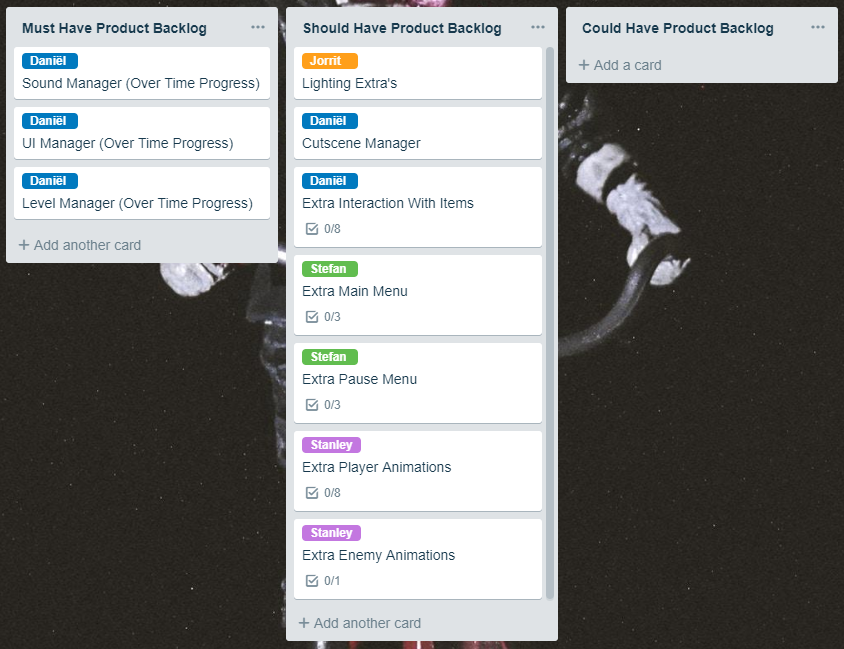 Must Have Product Backlog
Daniël
Sound Manager (Over Time Progress)
Daniël
UI Manager (Over Time Progress)
Daniël
Level Manager (Over Time Progress)
+ Add another card
Should Have Product Backlog
Jorrit
Lighting Extra's
Daniël
Cutscene Manager
Daniël
Extra Interaction With Items
0/8
Stefan
Extra Main Menu
0/3
Stefan
Extra Pause Menu
0/3
Stanley
Extra Player Animations
0/8
Stanley
Extra Enemy Animations
0/1
+ Add another card
Could Have Product Backlog
+ Add a card